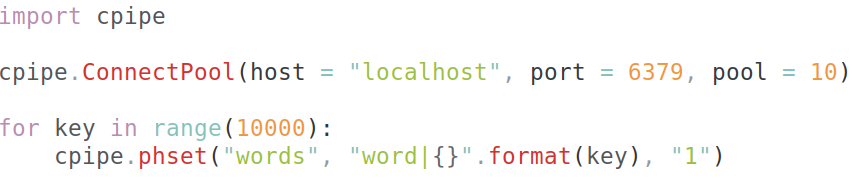 import cpipe
cpipe.ConnectPool(host = "localhost", port = 6379, pool = 10)
for key in range(10000):
    cpipe.phset("words", "word|{}".format(key), "1")